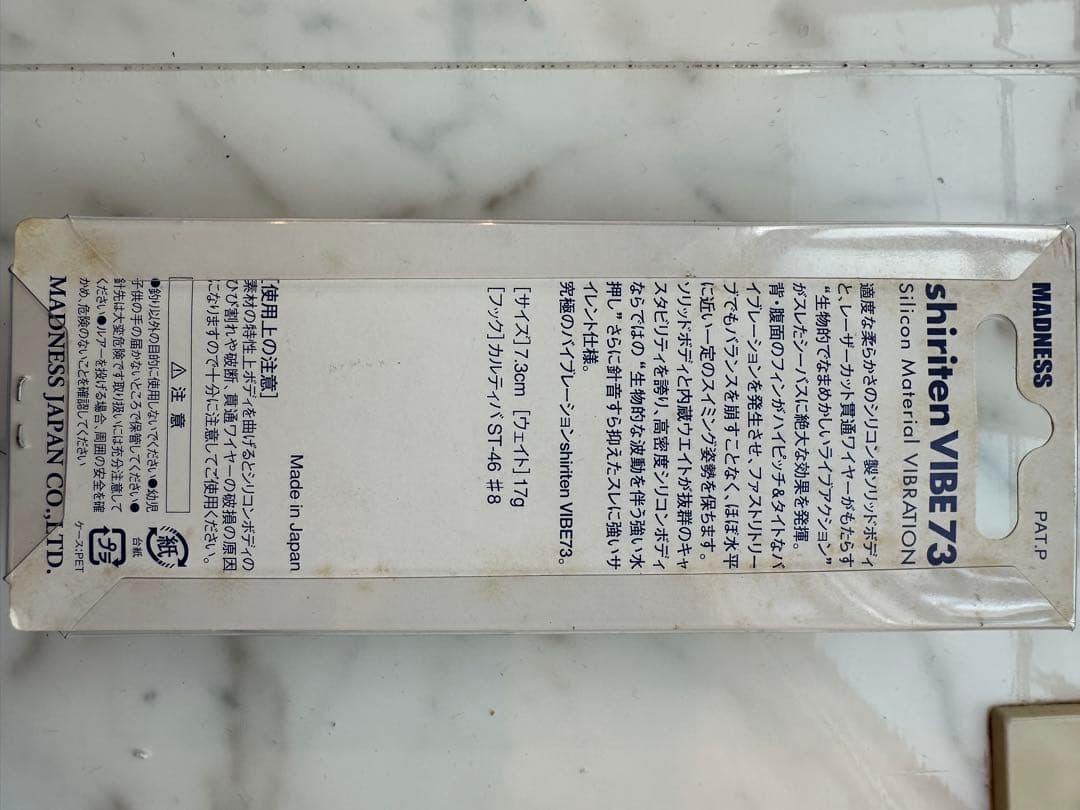 MADNESS
PAT.P
shiriten VIBE 73
Silicon Material VIBRATION
適度な柔らかさのシリコン製ソリッドボディ
と、レーザーカット貫通ワイヤーがもたらす
“生物的でなまめかしいライブアクション”
がスレたシーバスに絶大な効果を発揮。
背・腹面のフィンがハイピッチ&タイトなバ
イブレーションを発生させ、ファストリトリー
ブでもバランスを崩すことなく、ほぼ水平
に近い一定のスイミング姿勢を保ちます。
ソリッドボディと内蔵ウエイトが抜群のキャ
スタビリティを誇り、高密度シリコンボディ
ならではの“生物的な波動を伴う強い水
押し”さらに針音すら抑えたスレに強いサ
イレント仕様。
究極のバイブレーションshiriten VIBE73。
[サイズ] 7.3cm [ウェイト] 17g
[フック] カルティバ ST-46 #8
Made in Japan
[使用上の注意]
素材の特性上ボディを曲げるとシリコンボディの
ひび割れや破断、貫通ワイヤーの破損の原因
になりますので十分に注意してご使用ください。
⚠ 注 意
●釣り以外の目的に使用しないでください●幼児
子供の手の届かないところで保管してください●
針先は大変危険です取り扱いには充分注意して
ください●ルアーを投げる場合、周囲の安全を確
かめ、危険のないことを確認してください
紙
台紙
プラ
ケース:PET
MADNESS JAPAN CO.,LTD.